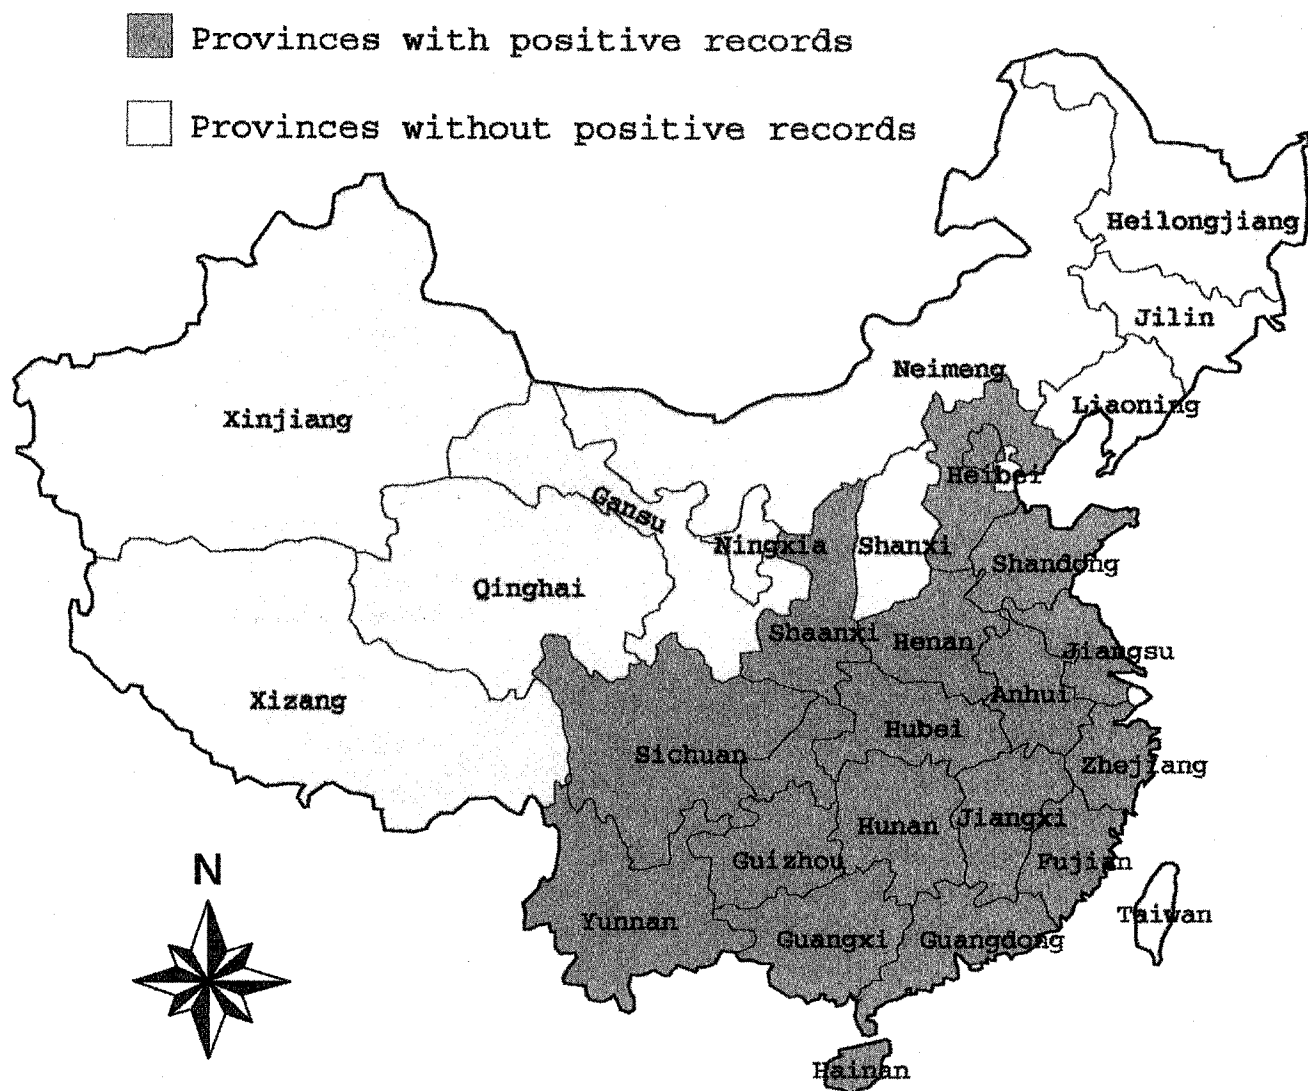 Provinces with positive records
Provinces without positive records
Heilongjiang
Jilin
Neimeng
Liaoning
Xinjiang
Heibei
Gansu
Ningxia
Shanxi
Shandong
Qinghai
Shaanxi
Henan
Jiangsu
Xizang
Anhui
Hubei
Sichuan
Zhejiang
Hunan
Jiangxi
Guizhou
Fujian
N
Yunnan
Guangxi
Guangdong
Taiwan
Hainan